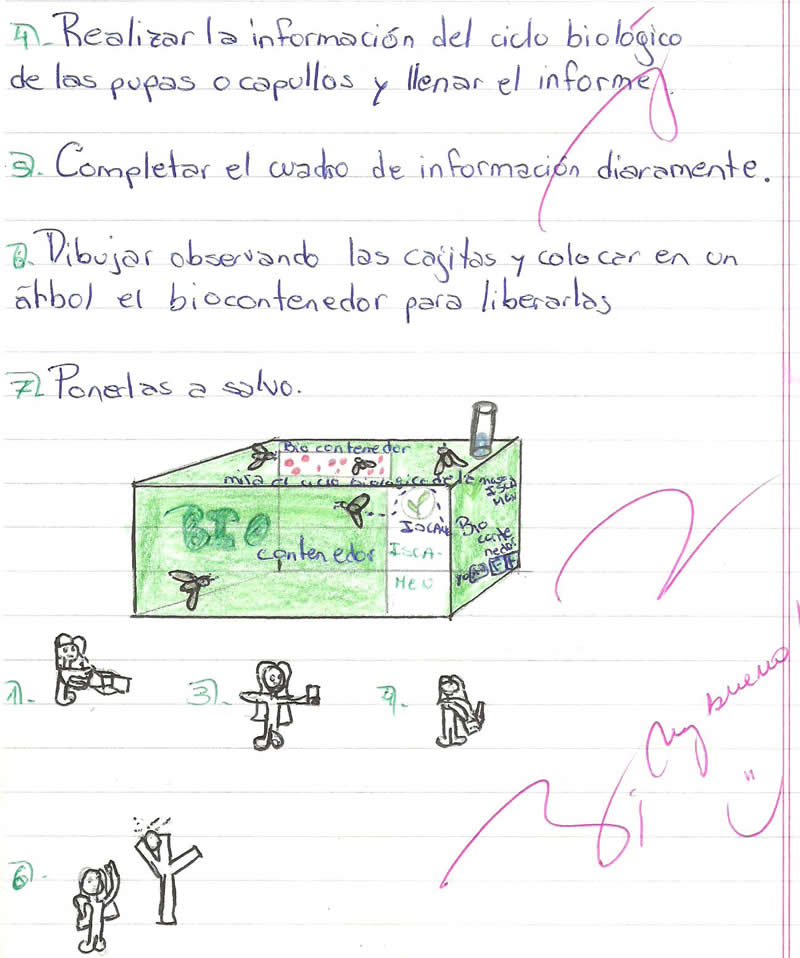 4)- Realizar la información del ciclo biológico
de las pupas o capullos y llenar el informe.
5). Completar el cuadro de información diaramente.
6. Dibujar observando las cajitas y colocar en un
árbol el biocontenedor para liberarlas
7). Ponerlas a salvo.
Bio contenedor
mira el ciclo biológico de la
ISCA
MEN
BIO
contenedor
ISCAMEN
ISCA-
MEN
Bio
conte
nedor
1).-
3).-
4.-
Muy bueno!
6)-